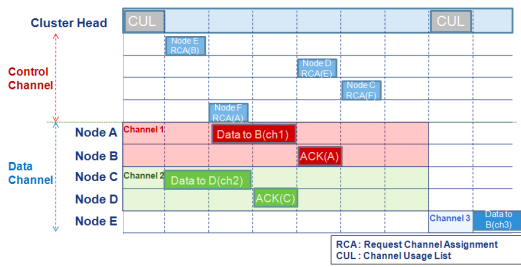 Cluster Head
CUL
CUL
Node E
RCA(B)
Node D
RCA(E)
Control
Channel
Node C
RCA(F)
Node F
RCA(A)
Node A
Channel 1
Data to B(ch1)
Node B
ACK(A)
Data
Channel
Node C
Channel 2
Data to D(ch2)
Node D
ACK(C)
Node E
Channel 3
Data to
B(ch3)
RCA : Request Channel Assignment
CUL : Channel Usage List